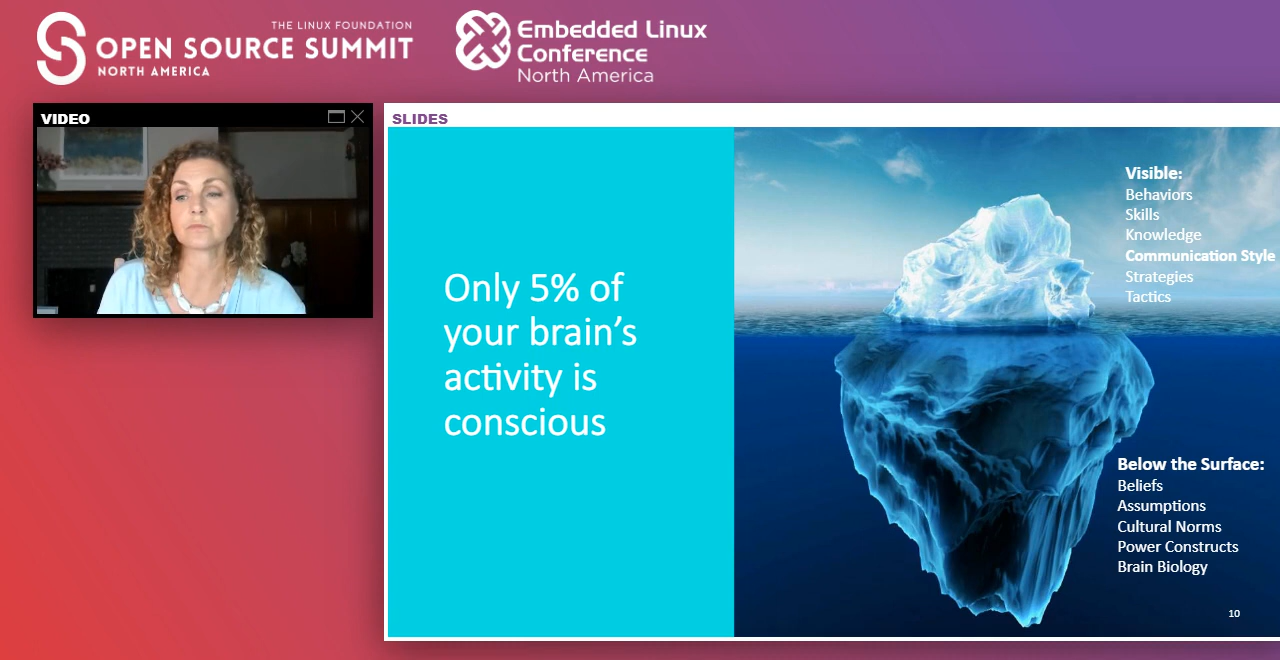 THE LINUX FOUNDATION
OPEN SOURCE SUMMIT
NORTH AMERICA
Embedded Linux
Conference
North America
VIDEO
SLIDES
Only 5% of
your brain’s
activity is
conscious
Visible:
Behaviors
Skills
Knowledge
Communication Style
Strategies
Tactics
Below the Surface:
Beliefs
Assumptions
Cultural Norms
Power Constructs
Brain Biology
10